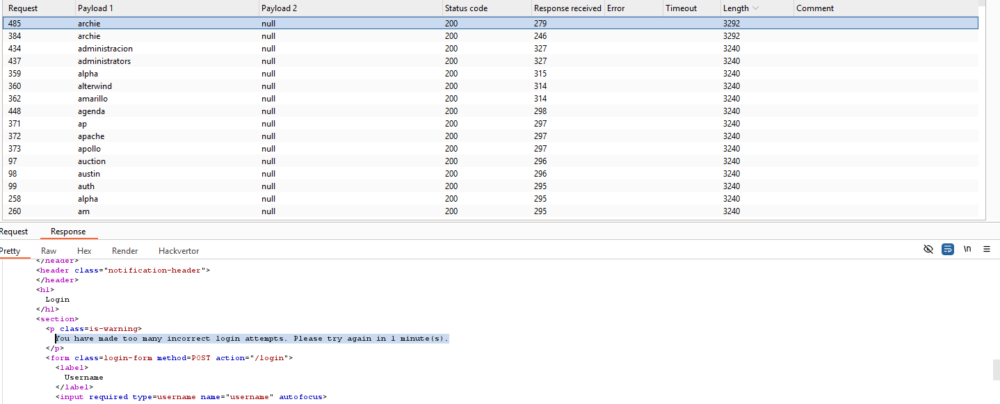 Request Payload 1 Payload 2 Status code Response received Error Timeout Length Comment
485 archie null 200 279 3292
384 archie null 200 246 3292
434 administracion null 200 327 3240
437 administrators null 200 327 3240
359 alpha null 200 315 3240
360 alterwind null 200 314 3240
362 amarillo null 200 314 3240
448 agenda null 200 298 3240
371 ap null 200 297 3240
372 apache null 200 297 3240
373 apollo null 200 297 3240
97 auction null 200 296 3240
98 austin null 200 296 3240
99 auth null 200 295 3240
258 alpha null 200 295 3240
260 am null 200 295 3240
Request Response
Pretty Raw Hex Render Hackvertor \n
</header>
<header class="notification-header">
</header>
<h1>
Login
</h1>
<section>
<p class=is-warning>
You have made too many incorrect login attempts. Please try again in 1 minute(s).
</p>
<form class=login-form method=POST action="/login">
<label>
Username
</label>
<input required type=username name="username" autofocus>